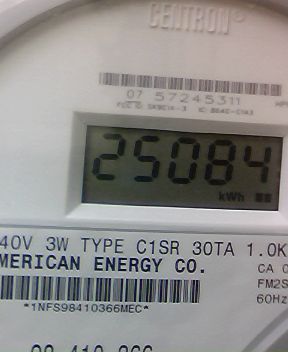 CENTRON®
07 57245311
25084
kWh
40V 3W TYPE C1SR 30TA 1.0K
MERICAN ENERGY CO.
CA 0
FM2S
60Hz
*1NFS98410366MEC*